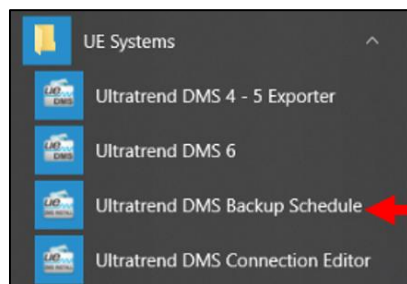 UE Systems
Ultratrend DMS 4 - 5 Exporter
Ultratrend DMS 6
Ultratrend DMS Backup Schedule
Ultratrend DMS Connection Editor